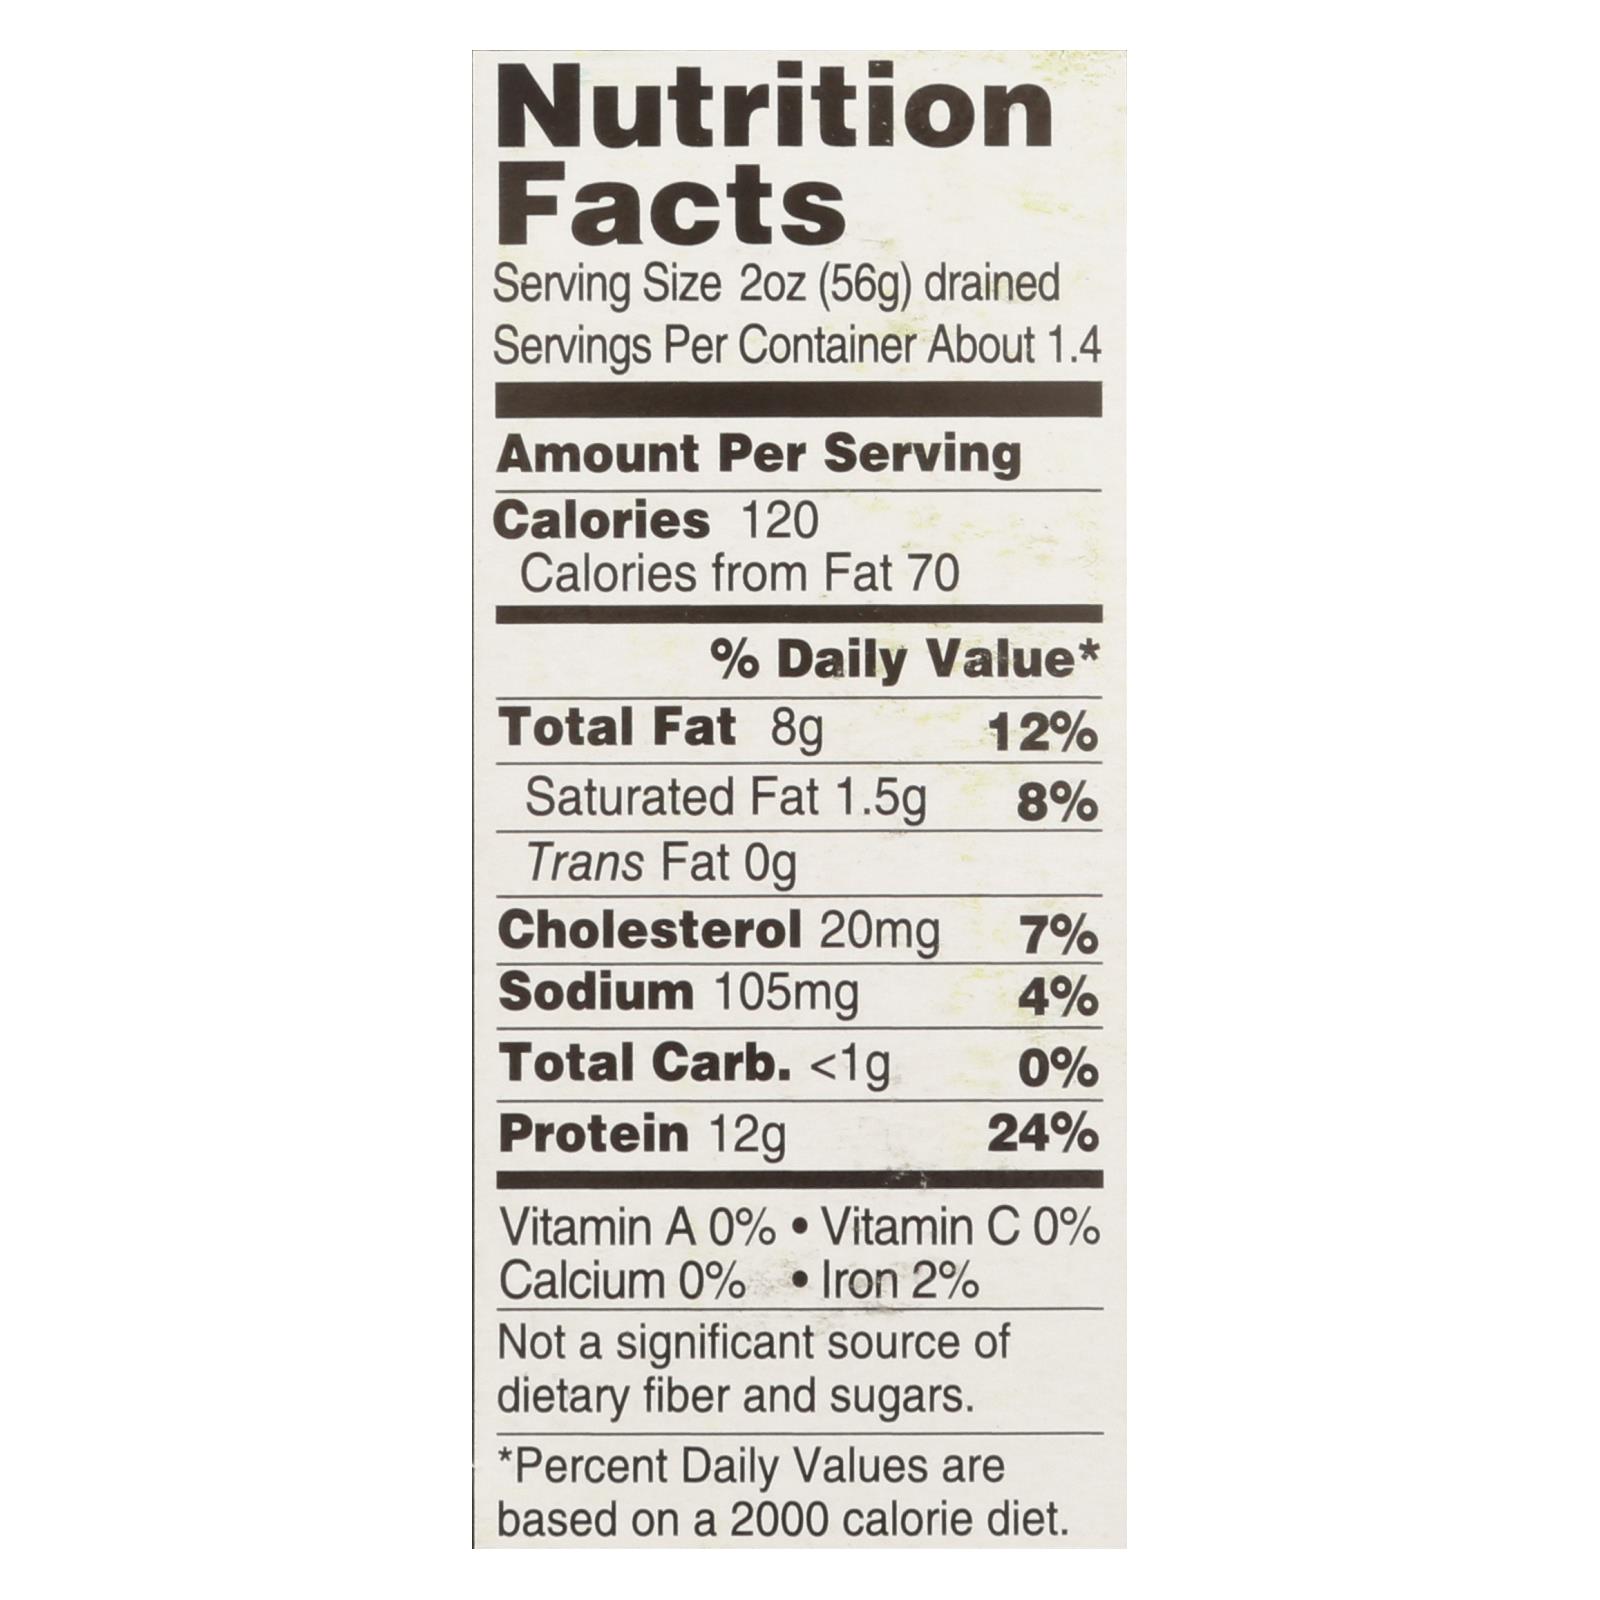 Nutrition
Facts
Serving Size 2oz (56g) drained
Servings Per Container About 1.4
Amount Per Serving
Calories 120
Calories from Fat 70
% Daily Value*
Total Fat 8g 12%
Saturated Fat 1.5g 8%
Trans Fat 0g
Cholesterol 20mg 7%
Sodium 105mg 4%
Total Carb. <1g 0%
Protein 12g 24%
Vitamin A 0% • Vitamin C 0%
Calcium 0% • Iron 2%
Not a significant source of
dietary fiber and sugars.
*Percent Daily Values are
based on a 2000 calorie diet.